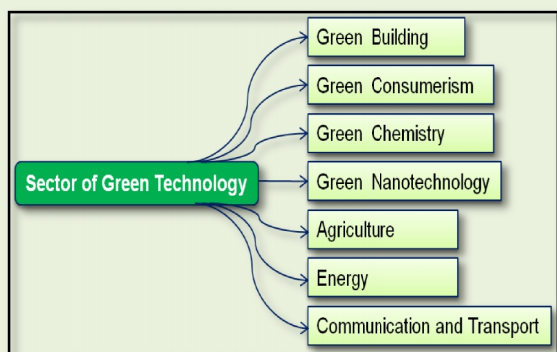 Green Building
Green Consumerism
Green Chemistry
Sector of Green Technology
Green Nanotechnology
Agriculture
Energy
Communication and Transport